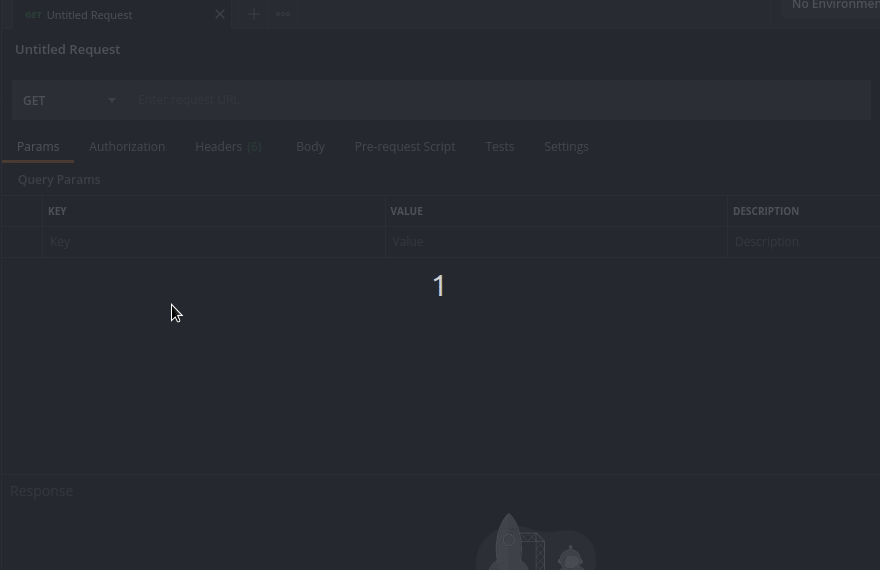 GET Untitled Request
No Environmen
Untitled Request
GET Enter request URL
Params Authorization Headers (6) Body Pre-request Script Tests Settings
Query Params
KEY VALUE DESCRIPTION
Key Value Description
1
Response